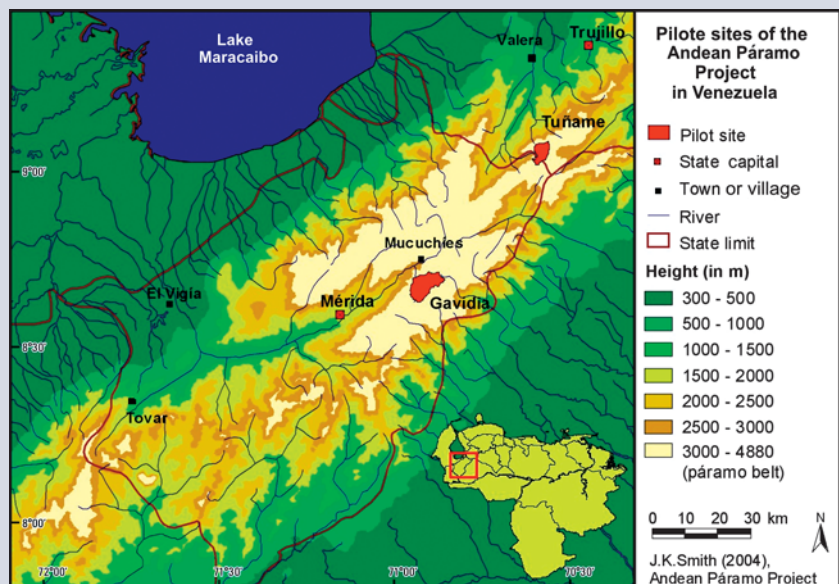 Lake
Maracaibo
Valera
Trujillo
Tuñame
Mucuchíes
Gavidia
Mérida
El Vigía
Tovar
9°00'
8°30'
8°00'
72°00'
71°30'
71°00'
70°30'
Pilote sites of the
Andean Páramo
Project
in Venezuela
Pilot site
State capital
Town or village
River
State limit
Height (in m)
300 - 500
500 - 1000
1000 - 1500
1500 - 2000
2000 - 2500
2500 - 3000
3000 - 4880
(páramo belt)
0 10 20 30 km
N
J.K.Smith (2004),
Andean Páramo Project